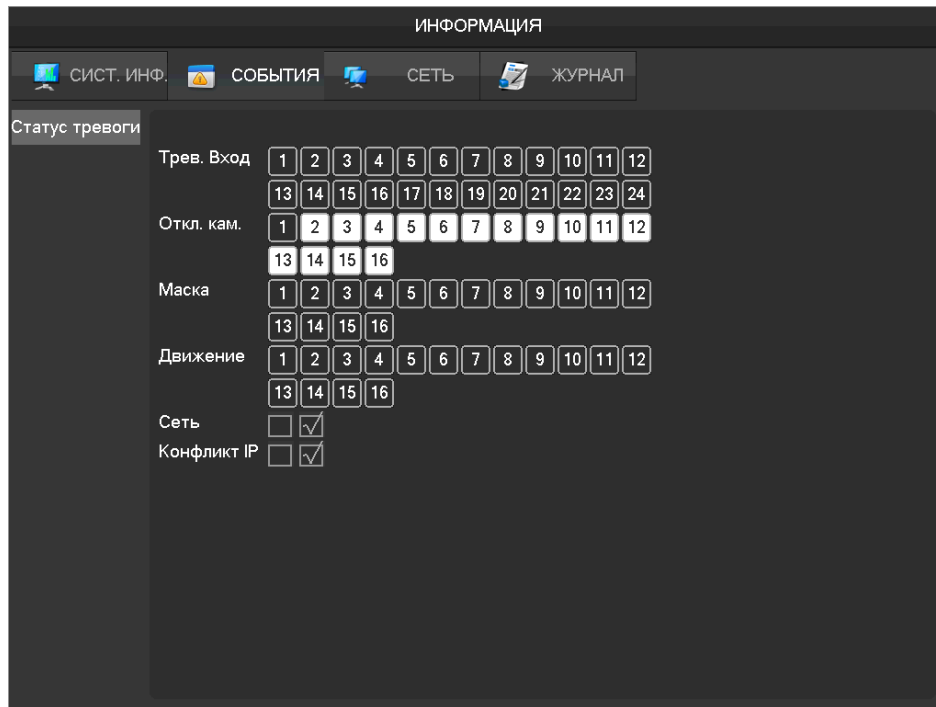 ИНФОРМАЦИЯ
СИСТ. ИНФ. СОБЫТИЯ СЕТЬ ЖУРНАЛ
Статус тревоги
Трев. Вход 1 2 3 4 5 6 7 8 9 10 11 12
13 14 15 16 17 18 19 20 21 22 23 24
Откл. кам. 1 2 3 4 5 6 7 8 9 10 11 12
13 14 15 16
Маска 1 2 3 4 5 6 7 8 9 10 11 12
13 14 15 16
Движение 1 2 3 4 5 6 7 8 9 10 11 12
13 14 15 16
Сеть
Конфликт IP